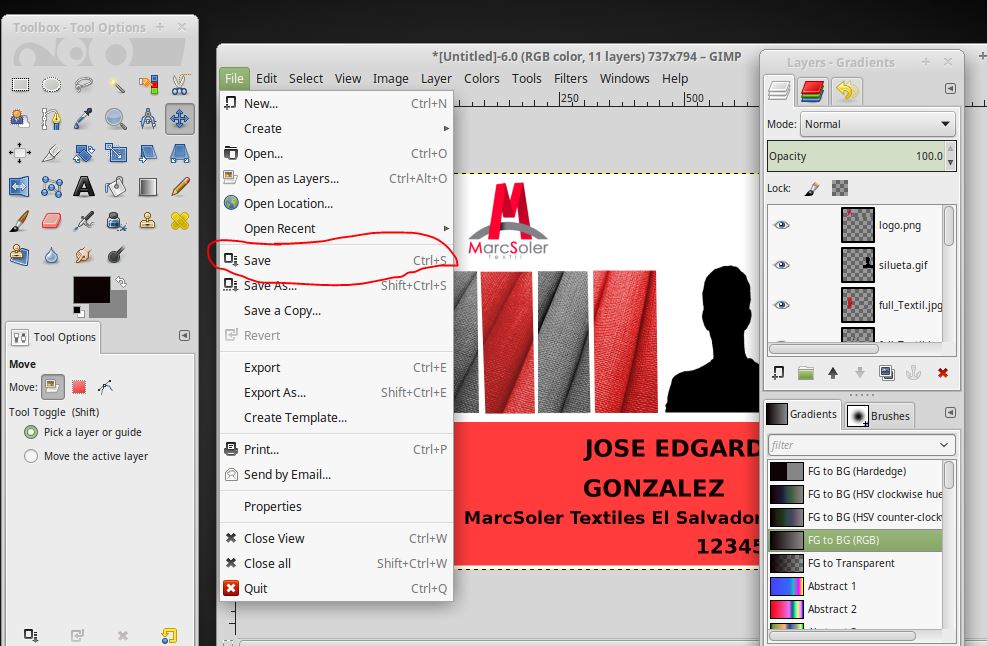 Toolbox - Tool Options
Tool Options
Move
Move:
Tool Toggle (Shift)
Pick a layer or guide
Move the active layer
*[Untitled]-6.0 (RGB color, 11 layers) 737x794 – GIMP
File Edit Select View Image Layer Colors Tools Filters Windows Help
250 500
New... Ctrl+N
Create
Open... Ctrl+O
Open as Layers... Ctrl+Alt+O
Open Location...
Open Recent
Save Ctrl+S
Save As... Shift+Ctrl+S
Save a Copy...
Revert
Export Ctrl+E
Export As... Shift+Ctrl+E
Create Template...
Print... Ctrl+P
Send by Email...
Properties
Close View Ctrl+W
Close all Shift+Ctrl+W
Quit Ctrl+Q
MarcSoler
textil
JOSE EDGARD
GONZALEZ
MarcSoler Textiles El Salvador
12345
Layers - Gradients
Mode: Normal
Opacity 100.0
Lock:
logo.png
silueta.gif
full_Textil.jpg
Gradients
Brushes
filter
FG to BG (Hardedge)
FG to BG (HSV clockwise hue
FG to BG (HSV counter-clock
FG to BG (RGB)
FG to Transparent
Abstract 1
Abstract 2